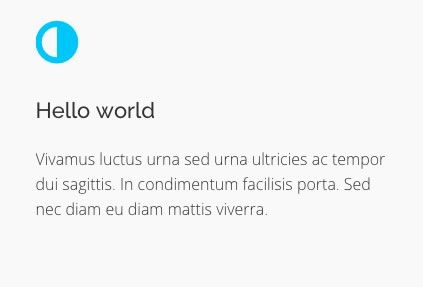 Hello world
Vivamus luctus urna sed urna ultricies ac tempor
dui sagittis. In condimentum facilisis porta. Sed
nec diam eu diam mattis viverra.